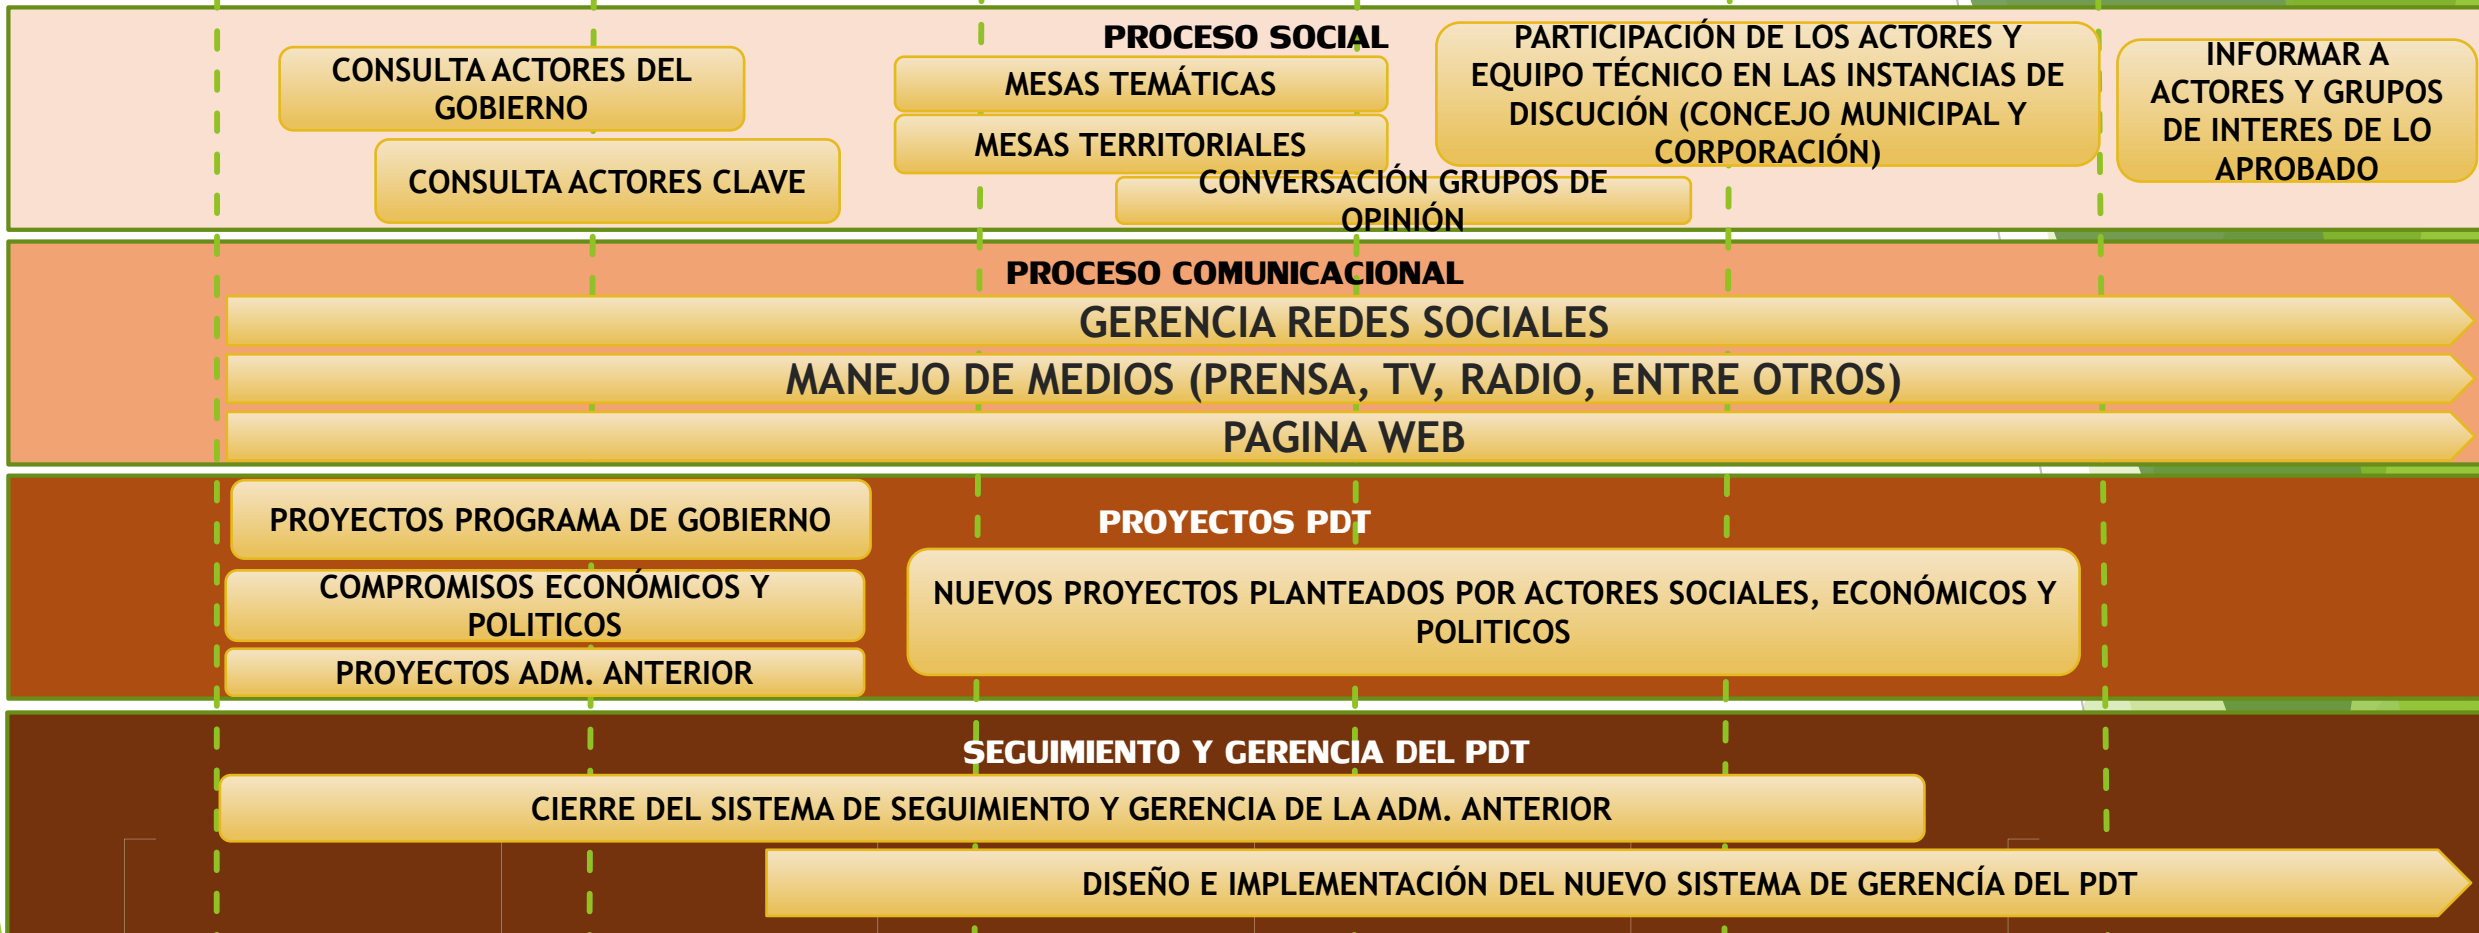 PROCESO SOCIAL
CONSULTA ACTORES DEL
GOBIERNO
CONSULTA ACTORES CLAVE
MESAS TEMÁTICAS
MESAS TERRITORIALES
CONVERSACIÓN GRUPOS DE
OPINIÓN
PARTICIPACIÓN DE LOS ACTORES Y
EQUIPO TÉCNICO EN LAS INSTANCIAS DE
DISCUCIÓN (CONCEJO MUNICIPAL Y
CORPORACIÓN)
INFORMAR A
ACTORES Y GRUPOS
DE INTERES DE LO
APROBADO
PROCESO COMUNICACIONAL
GERENCIA REDES SOCIALES
MANEJO DE MEDIOS (PRENSA, TV, RADIO, ENTRE OTROS)
PAGINA WEB
PROYECTOS PDT
PROYECTOS PROGRAMA DE GOBIERNO
COMPROMISOS ECONÓMICOS Y
POLITICOS
PROYECTOS ADM. ANTERIOR
NUEVOS PROYECTOS PLANTEADOS POR ACTORES SOCIALES, ECONÓMICOS Y
POLITICOS
SEGUIMIENTO Y GERENCIA DEL PDT
CIERRE DEL SISTEMA DE SEGUIMIENTO Y GERENCIA DE LA ADM. ANTERIOR
DISEÑO E IMPLEMENTACIÓN DEL NUEVO SISTEMA DE GERENCÍA DEL PDT